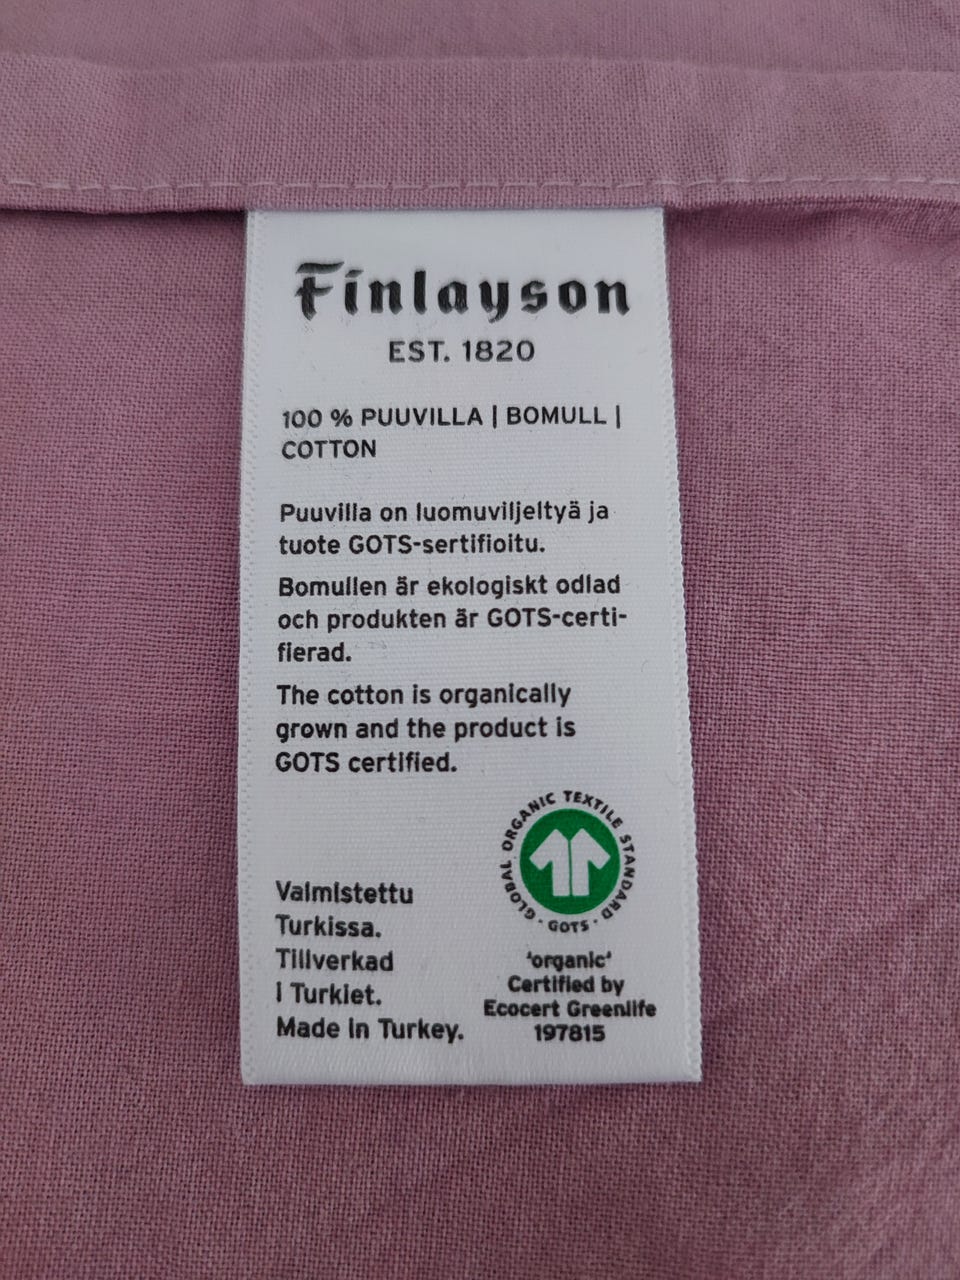 Finlayson
EST. 1820
100 % PUUVILLA | BOMULL |
COTTON
Puuvilla on luomuviljeltyä ja
tuote GOTS-sertifioitu.
Bomullen är ekologiskt odlad
och produkten är GOTS-certi-
fierad.
The cotton is organically
grown and the product is
GOTS certified.
GLOBAL ORGANIC TEXTILE STANDARD
· GOTS ·
Valmistettu
Turkissa.
Tillverkad
i Turkiet.
Made in Turkey.
'organic'
Certified by
Ecocert Greenlife
197815